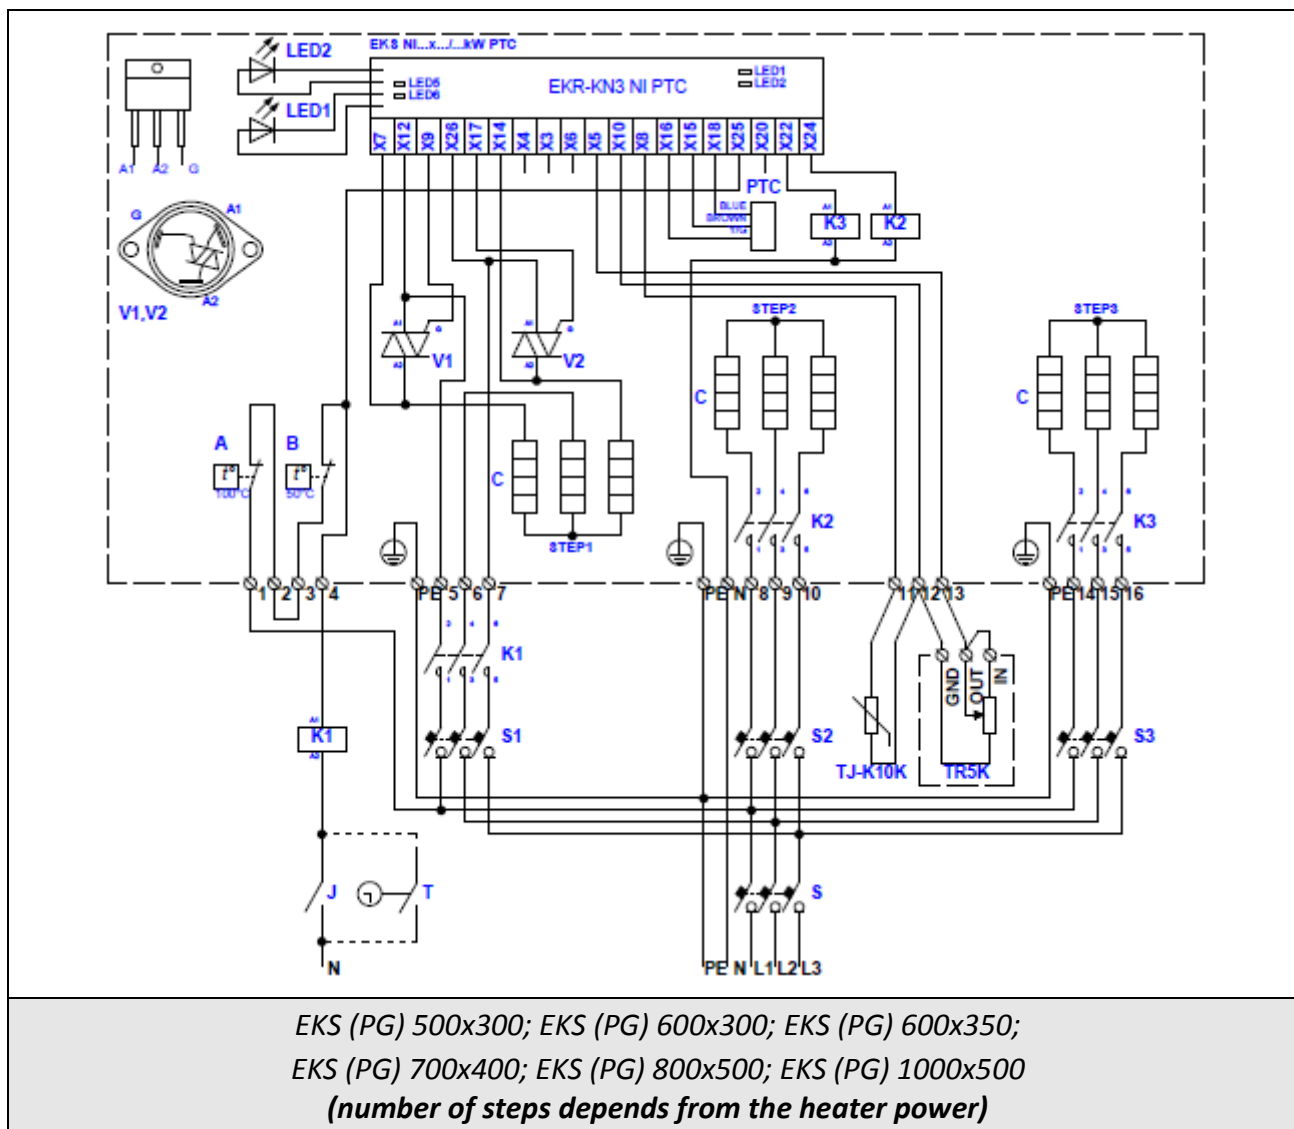 EKS NI...x.../...kW PTC
LED2
LED1
LED5
LED6
EKR-KN3 NI PTC
LED1
LED2
X7 X12 X9 X26 X17 X14 X4 X3 X6 X5 X10 X8 X16 X15 X18 X25 X20 X22 X24
A1 A2 G
G A1
A2
V1,V2
PTC
BLUE
BROWN
A1
K3
A1
K2
STEP2
STEP3
A1 G
V1
V2
C
C
A B
t° t°
100°C 50°C
C
STEP1
K2
K3
1 2 3 4 PE 5 6 7 PE N 8 9 10 11 12 13 PE 14 15 16
K1
GND OUT IN
A1
K1
S1
S2
S3
TJ-K10K
TR5K
J
T
S
N
PE N L1 L2 L3
EKS (PG) 500x300; EKS (PG) 600x300; EKS (PG) 600x350;
EKS (PG) 700x400; EKS (PG) 800x500; EKS (PG) 1000x500
(number of steps depends from the heater power)